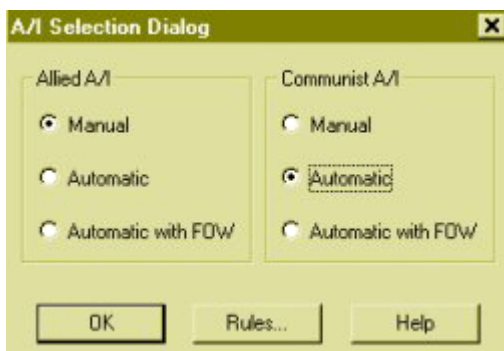 A/I Selection Dialog
Allied A/I
Manual
Automatic
Automatic with FOW
Communist A/I
Manual
Automatic
Automatic with FOW
OK
Rules...
Help